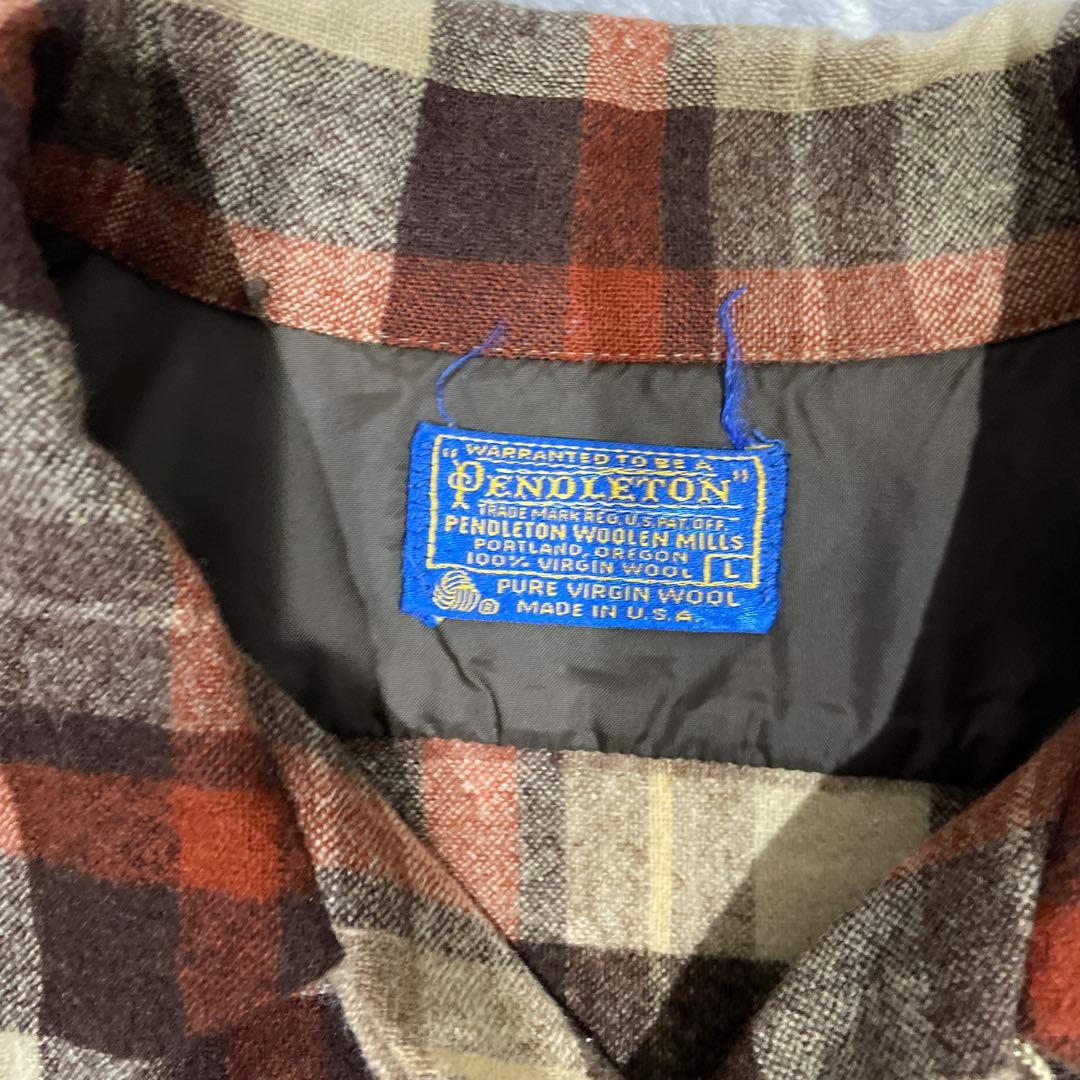 "WARRANTED TO BE A
PENDLETON"
TRADE MARK REG. U.S. PAT. OFF.
PENDLETON WOOLEN MILLS
PORTLAND, OREGON
100% VIRGIN WOOL L
PURE VIRGIN WOOL
® MADE IN U.S.A.